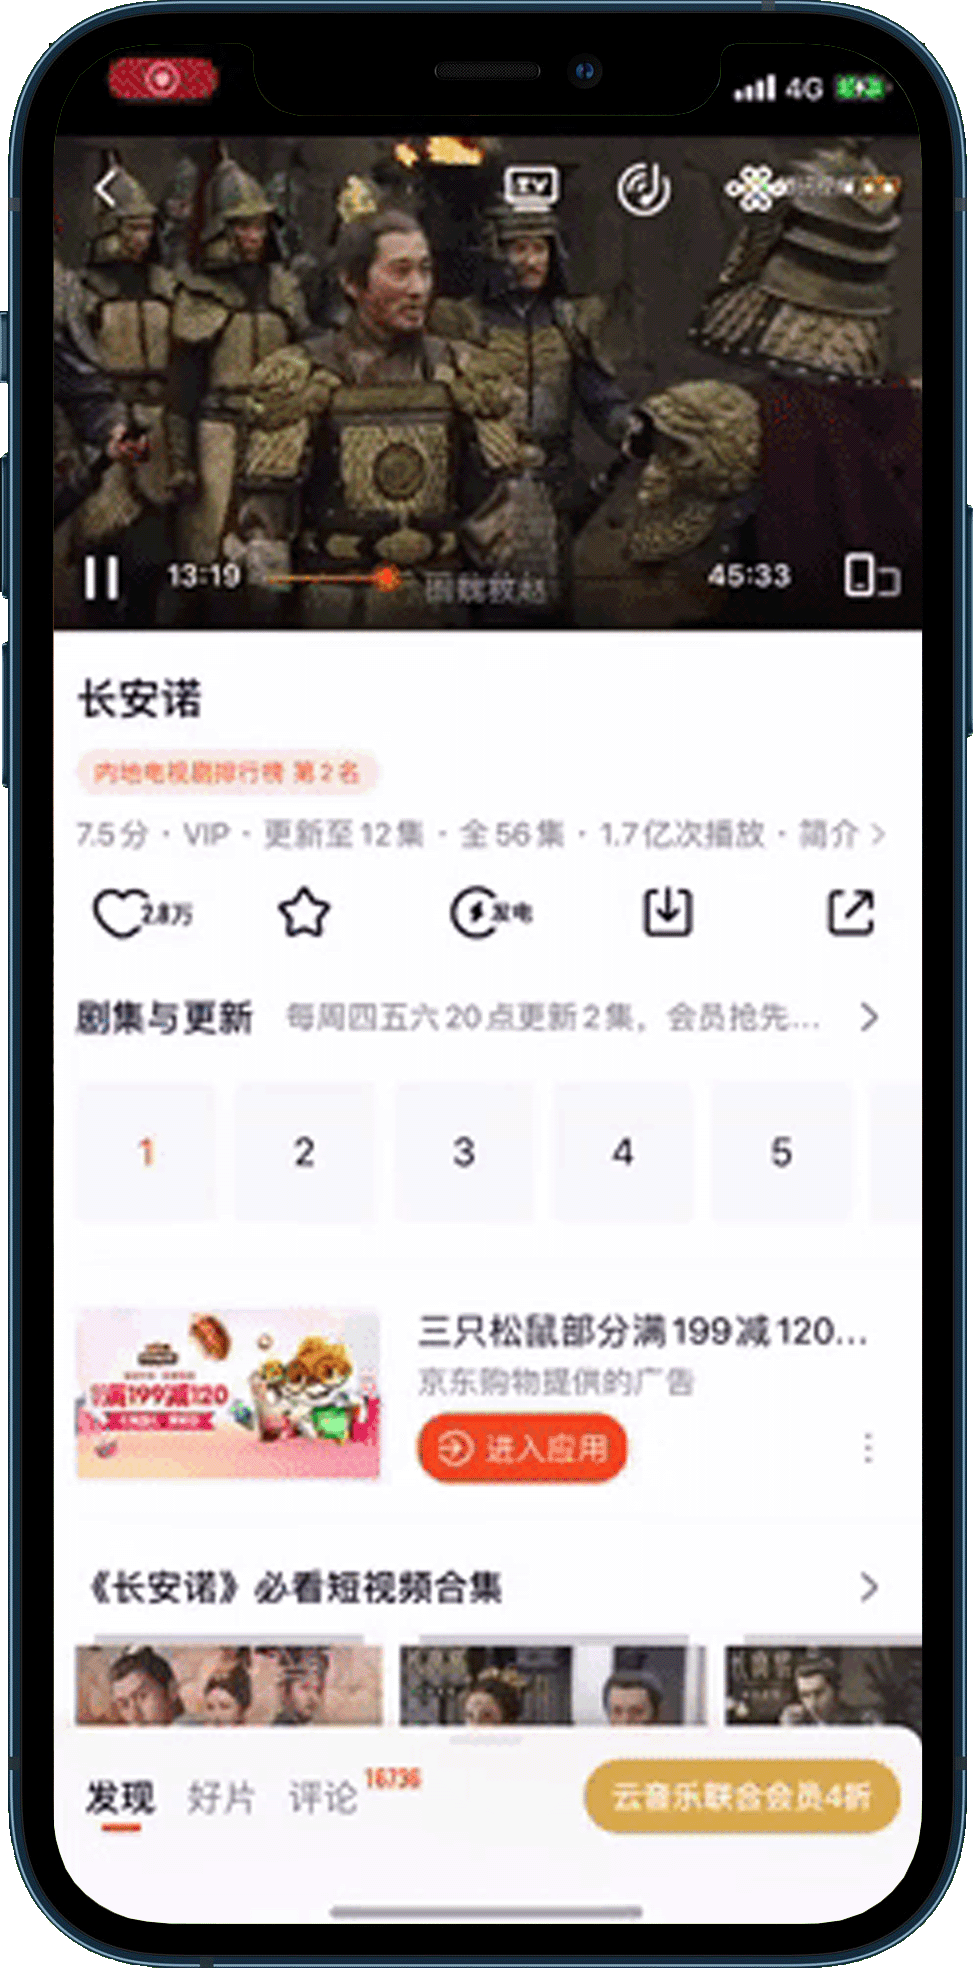 4G
TV
13:19
围魏救赵
45:33
长安诺
内地电视剧排行榜 第2名
7.5分 · VIP · 更新至12集 · 全56集 · 1.7亿次播放 · 简介 >
2.8万
发电
剧集与更新
每周四五六20点更新2集，会员抢先...
1
2
3
4
5
满199减120
三只松鼠部分满199减120...
京东购物提供的广告
进入应用
《长安诺》必看短视频合集
发现
好片
评论
16736
云音乐联合会员4折